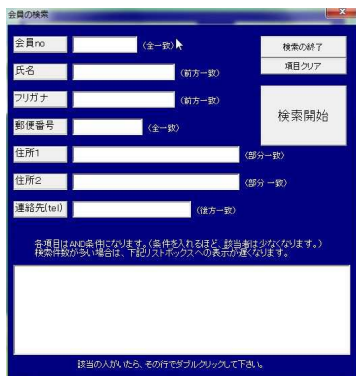 会員の検索
会員no (全一致)
検索の終了
氏名 (前方一致)
項目クリア
フリガナ (前方一致)
検索開始
郵便番号 (全一致)
住所1 (部分一致)
住所2 (部分一致)
連絡先(tel) (後方一致)
各項目はAND条件になります。(条件を入れるほど、該当者は少なくなります。)
検索件数が多い場合は、下記リストボックスへの表示が遅くなります。
該当の人がいたら、その行でダブルクリックして下さい。